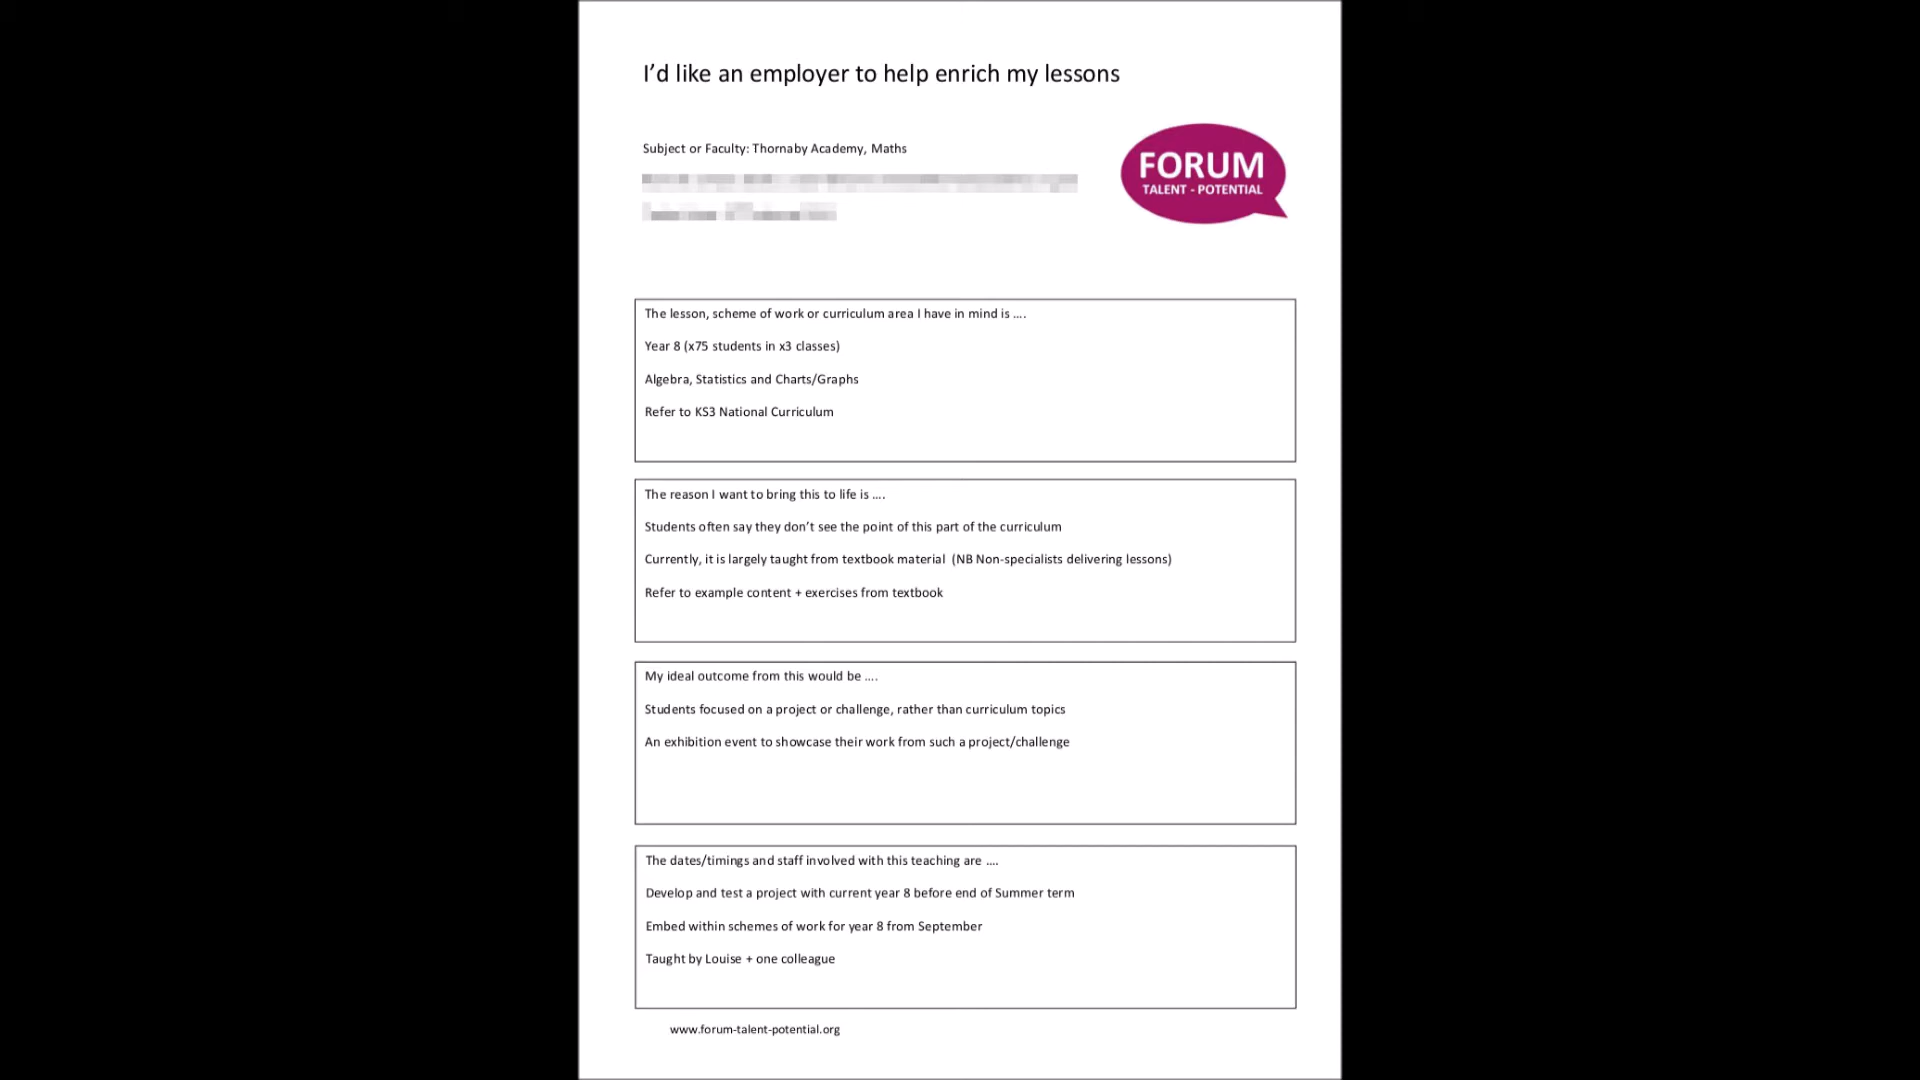 I’d like an employer to help enrich my lessons
Subject or Faculty: Thornaby Academy, Maths
FORUM
TALENT - POTENTIAL
The lesson, scheme of work or curriculum area I have in mind is ....
Year 8 (x75 students in x3 classes)
Algebra, Statistics and Charts/Graphs
Refer to KS3 National Curriculum
The reason I want to bring this to life is ....
Students often say they don’t see the point of this part of the curriculum
Currently, it is largely taught from textbook material  (NB Non-specialists delivering lessons)
Refer to example content + exercises from textbook
My ideal outcome from this would be ....
Students focused on a project or challenge, rather than curriculum topics
An exhibition event to showcase their work from such a project/challenge
The dates/timings and staff involved with this teaching are ....
Develop and test a project with current year 8 before end of Summer term
Embed within schemes of work for year 8 from September
Taught by Louise + one colleague
www.forum-talent-potential.org